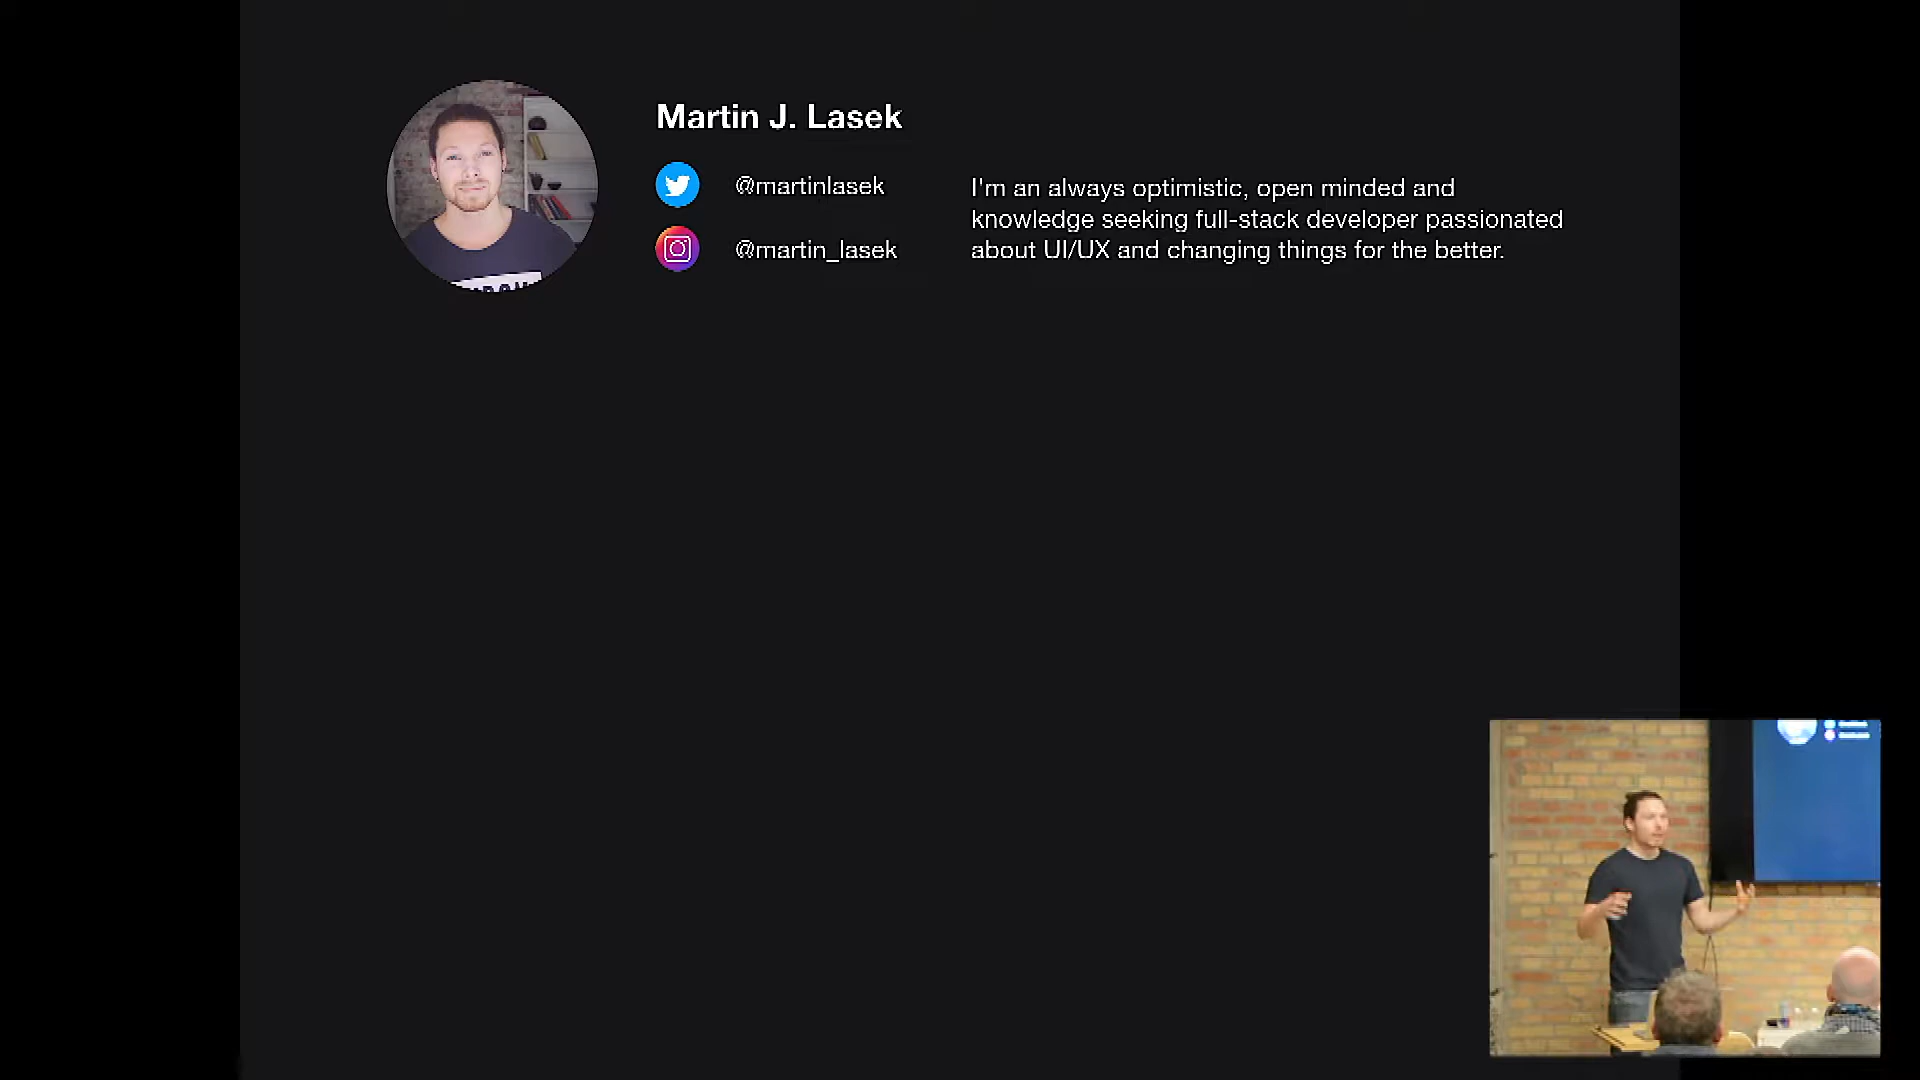 Martin J. Lasek
@martinlasek
@martin_lasek
I'm an always optimistic, open minded and
knowledge seeking full-stack developer passionated
about UI/UX and changing things for the better.